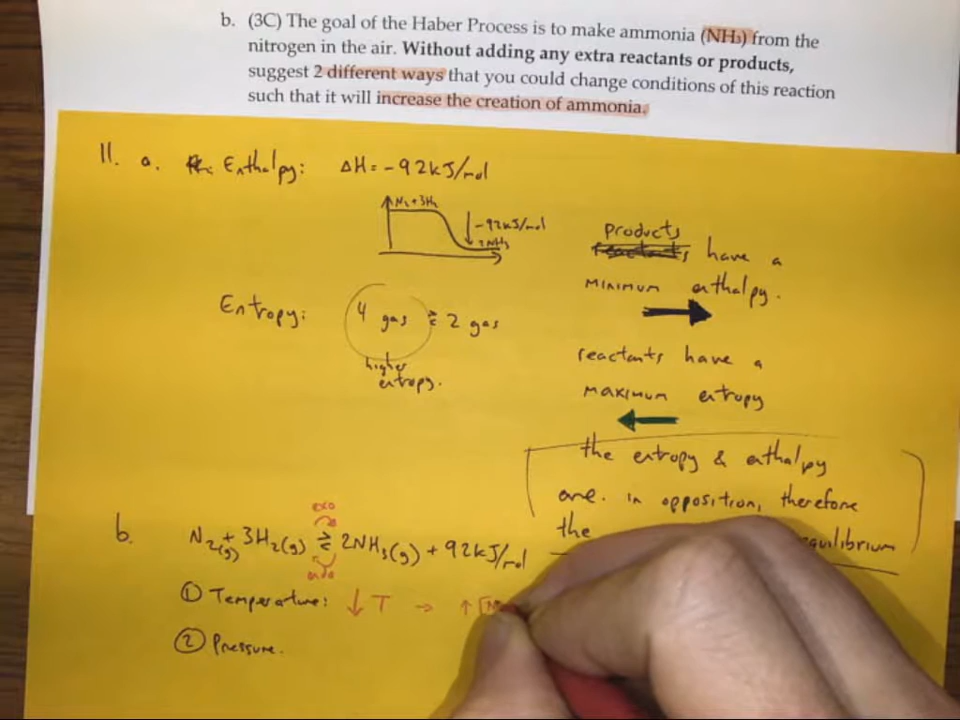 b. (3C) The goal of the Haber Process is to make ammonia (NH₃) from the
nitrogen in the air. Without adding any extra reactants or products,
suggest 2 different ways that you could change conditions of this reaction
such that it will increase the creation of ammonia.
11. a. Enthalpy: ΔH = -92kJ/mol
N₂ + 3H₂
-92kJ/mol
2NH₃
products
reactants have a
MINIMUM enthalpy.
Entropy: 4 gas ⇄ 2 gas
higher
entropy.
reactants have a
MAXIMUM entropy
the entropy & enthalpy
are in opposition, therefore
the equilibrium
exo
b. N₂(g) + 3H₂(g) ⇄ 2NH₃(g) + 92kJ/mol
endo
① Temperature: ↓ T → ↑ [N
② Pressure.